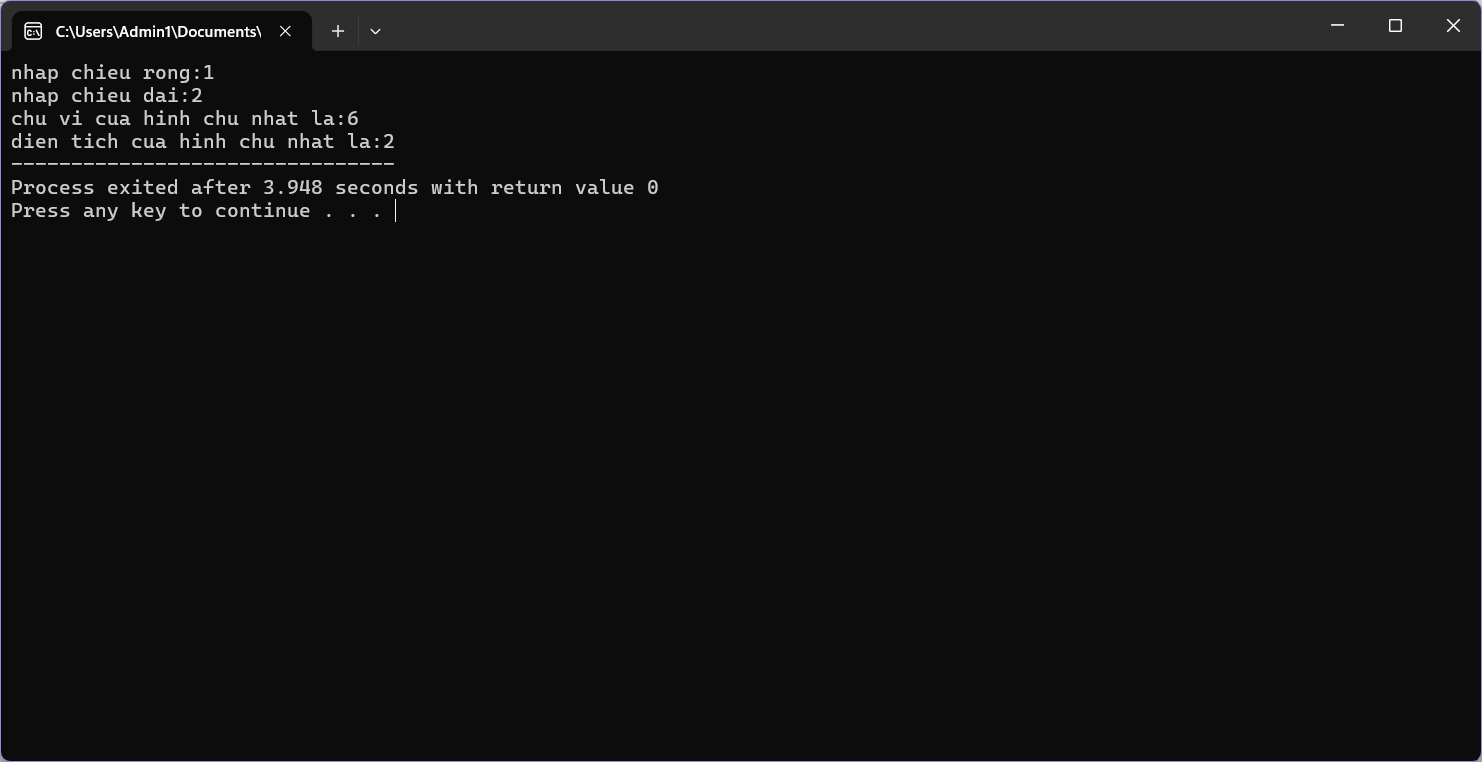 C:\Users\Admin1\Documents\
nhap chieu rong:1
nhap chieu dai:2
chu vi cua hinh chu nhat la:6
dien tich cua hinh chu nhat la:2
--------------------------------
Process exited after 3.948 seconds with return value 0
Press any key to continue . . .